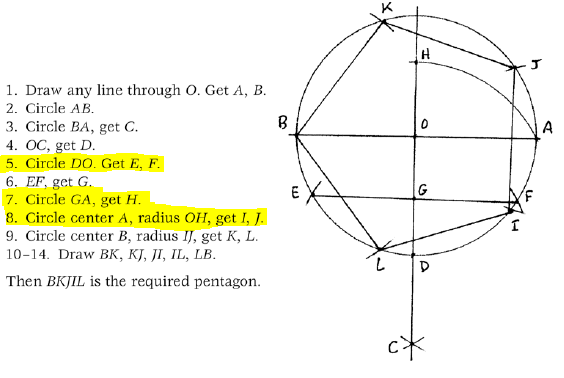 1. Draw any line through O. Get A, B.
2. Circle AB.
3. Circle BA, get C.
4. OC, get D.
5. Circle DO. Get E, F.
6. EF, get G.
7. Circle GA, get H.
8. Circle center A, radius OH, get I, J.
9. Circle center B, radius IJ, get K, L.
10–14. Draw BK, KJ, JI, IL, LB.
Then BKJIL is the required pentagon.
K
H
J
B
O
A
E
G
F
I
L
D
C